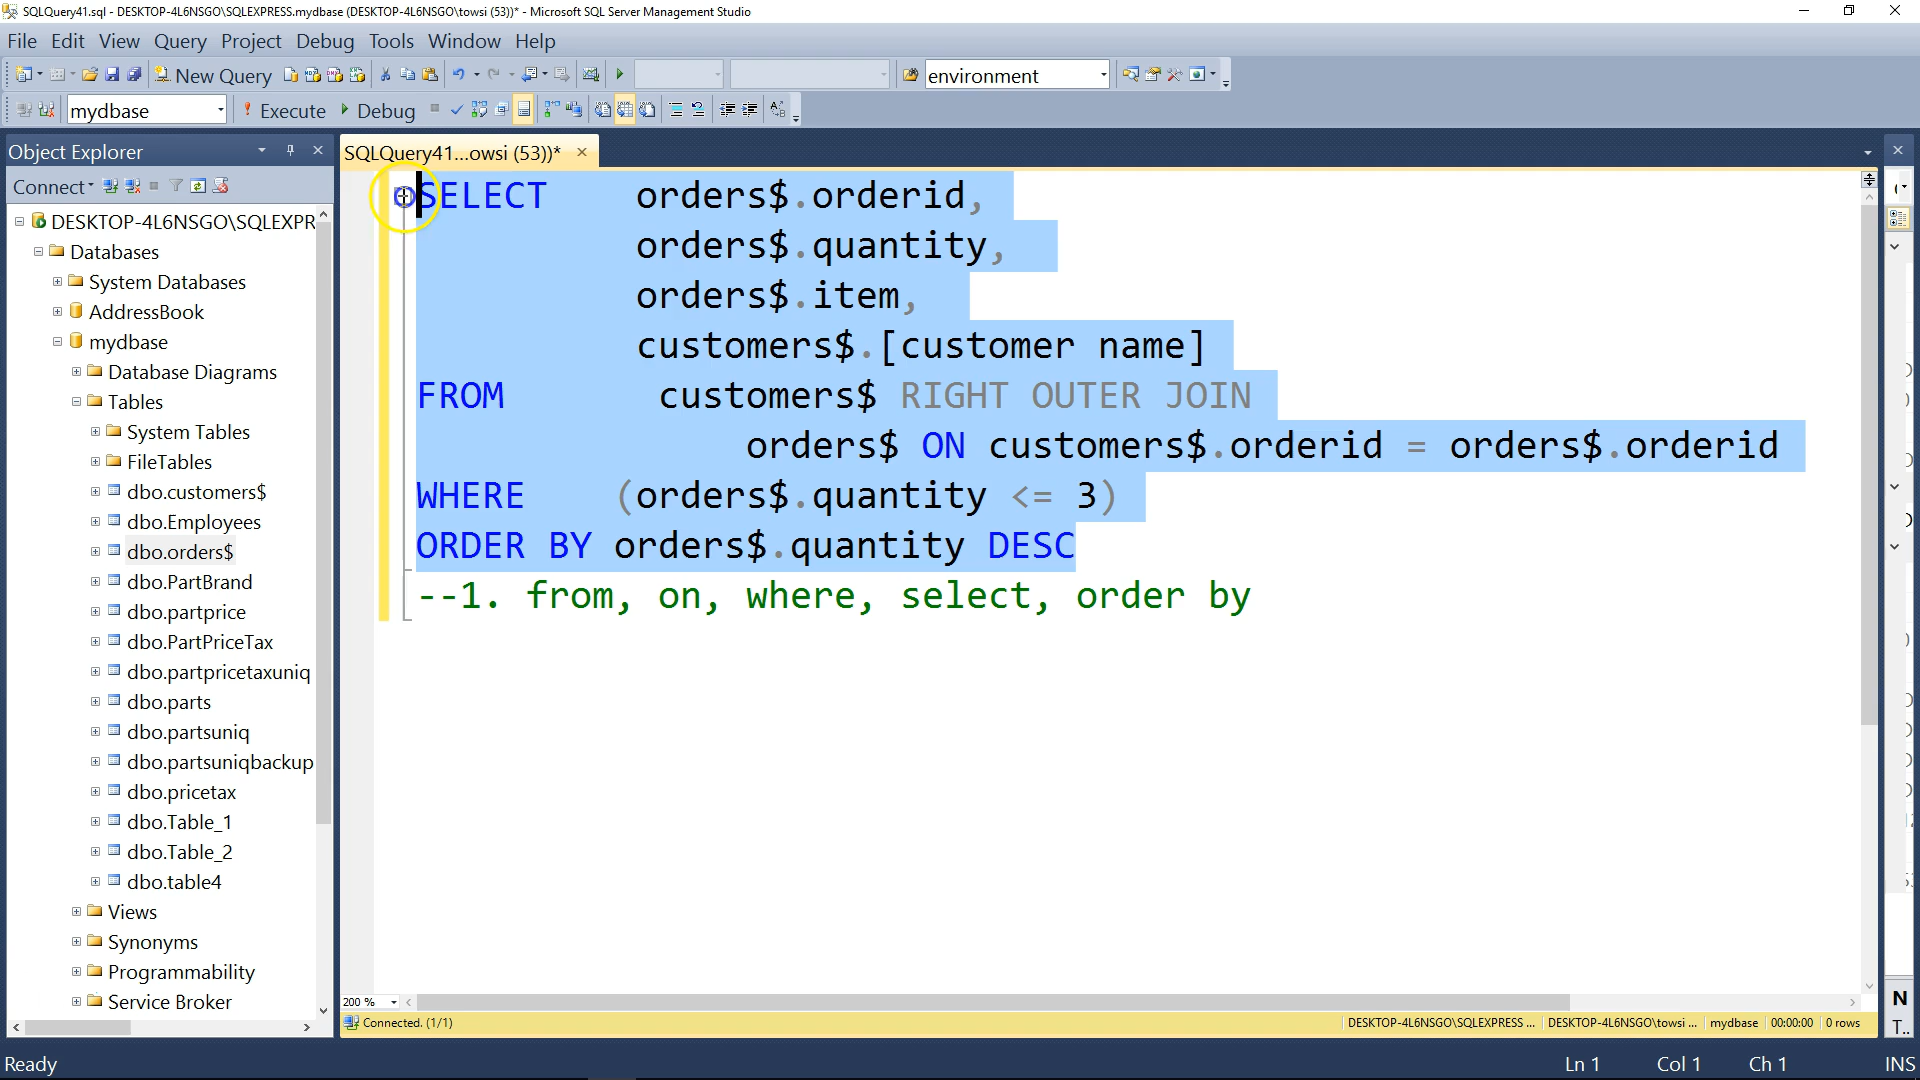 SQLQuery41.sql - DESKTOP-4L6NSGO\SQLEXPRESS.mydbase (DESKTOP-4L6NSGO\towsi (53))* - Microsoft SQL Server Management Studio
File Edit View Query Project Debug Tools Window Help
New Query environment
mydbase Execute Debug
Object Explorer
Connect
DESKTOP-4L6NSGO\SQLEXPR
Databases
System Databases
AddressBook
mydbase
Database Diagrams
Tables
System Tables
FileTables
dbo.customers$
dbo.Employees
dbo.orders$
dbo.PartBrand
dbo.partprice
dbo.PartPriceTax
dbo.partpricetaxuniq
dbo.parts
dbo.partsuniq
dbo.partsuniqbackup
dbo.pricetax
dbo.Table_1
dbo.Table_2
dbo.table4
Views
Synonyms
Programmability
Service Broker
SQLQuery41...owsi (53))*
SELECT orders$.orderid,
orders$.quantity,
orders$.item,
customers$.[customer name]
FROM customers$ RIGHT OUTER JOIN
orders$ ON customers$.orderid = orders$.orderid
WHERE (orders$.quantity <= 3)
ORDER BY orders$.quantity DESC
--1. from, on, where, select, order by
200 %
Connected. (1/1) DESKTOP-4L6NSGO\SQLEXPRESS ... DESKTOP-4L6NSGO\towsi ... mydbase 00:00:00 0 rows
N
T..
Ready Ln 1 Col 1 Ch 1 INS